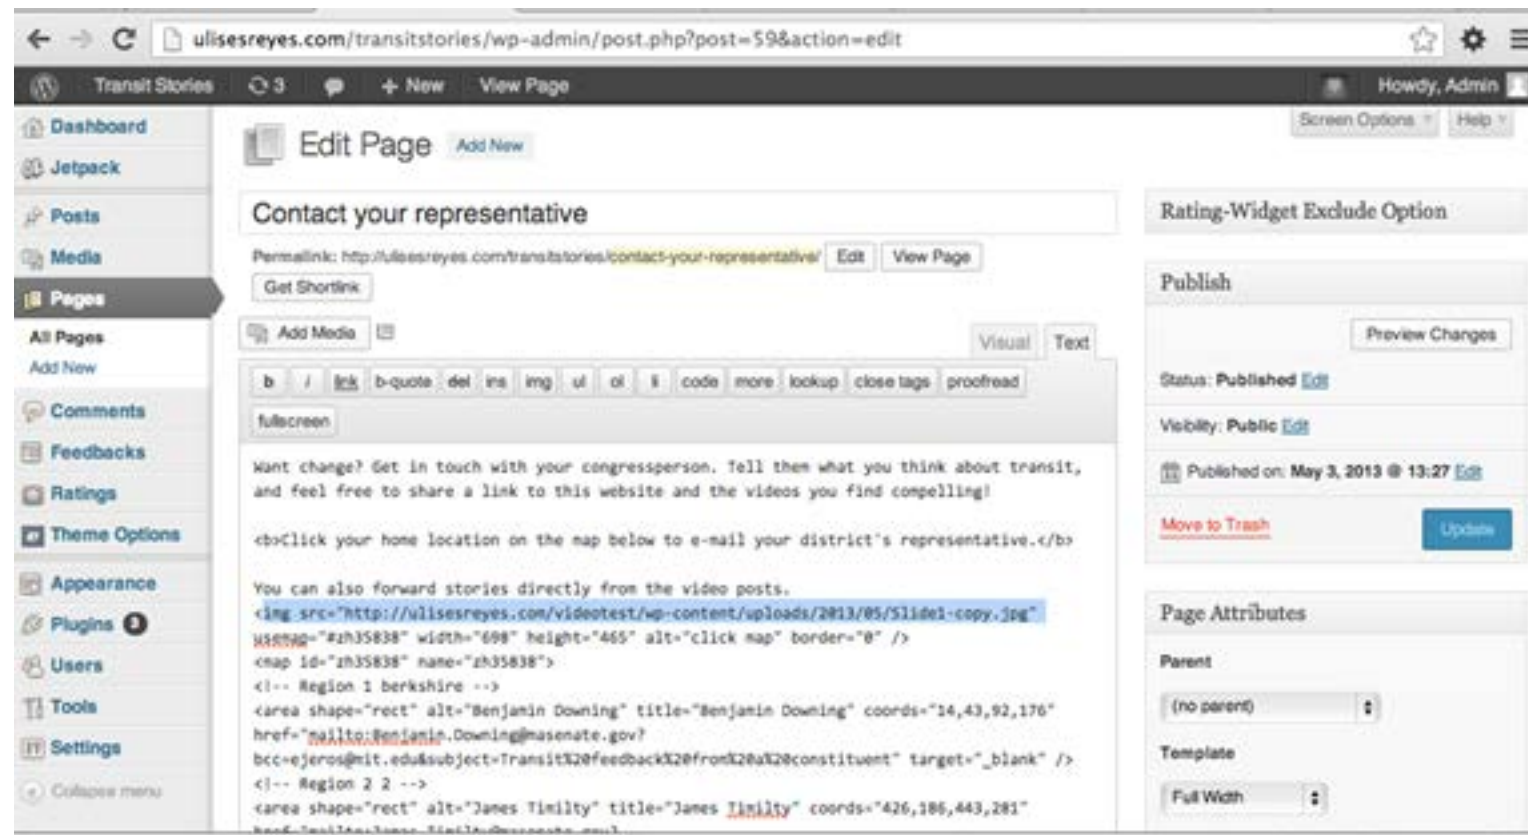 ulisesreyes.com/transitstories/wp-admin/post.php?post=59&action=edit
Transit Stories 3 + New View Page Howdy, Admin
Screen Options Help
Dashboard
Jetpack
Posts
Media
Pages
All Pages
Add New
Comments
Feedbacks
Ratings
Theme Options
Appearance
Plugins 3
Users
Tools
Settings
Collapse menu
Edit Page Add New
Contact your representative
Permalink: http://ulisesreyes.com/transitstories/contact-your-representative/ Edit View Page
Get Shortlink
Add Media
Visual Text
b i link b-quote del ins img ul ol li code more lookup close tags proofread
fullscreen
Want change? Get in touch with your congressperson. Tell them what you think about transit,
and feel free to share a link to this website and the videos you find compelling!
<b>Click your home location on the map below to e-mail your district's representative.</b>
You can also forward stories directly from the video posts.
<img src="http://ulisesreyes.com/videotest/wp-content/uploads/2013/05/Slide1-copy.jpg"
usemap="#zh35838" width="698" height="465" alt="click map" border="0" />
<map id="zh35838" name="zh35838">
<!-- Region 1 berkshire -->
<area shape="rect" alt="Benjamin Downing" title="Benjamin Downing" coords="14,43,92,176"
href="mailto:Benjamin.Downing@masenate.gov?
bcc=ejeros@mit.edu&subject=Transit%20feedback%20from%20a%20constituent" target="_blank" />
<!-- Region 2 2 -->
<area shape="rect" alt="James Timilty" title="James Timilty" coords="426,186,443,281"
href="mailto:James.Timilty@masenate.gov?
Rating-Widget Exclude Option
Publish
Preview Changes
Status: Published Edit
Visibility: Public Edit
Published on: May 3, 2013 @ 13:27 Edit
Move to Trash Update
Page Attributes
Parent
(no parent)
Template
Full Width